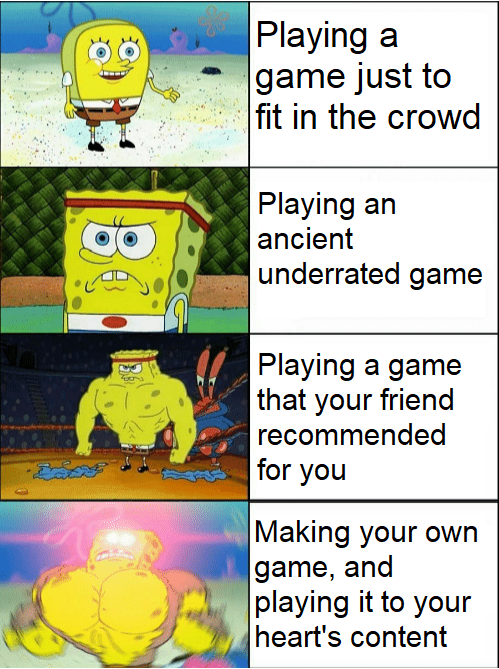 Playing a
game just to
fit in the crowd
Playing an
ancient
underrated game
Playing a game
that your friend
recommended
for you
Making your own
game, and
playing it to your
heart's content